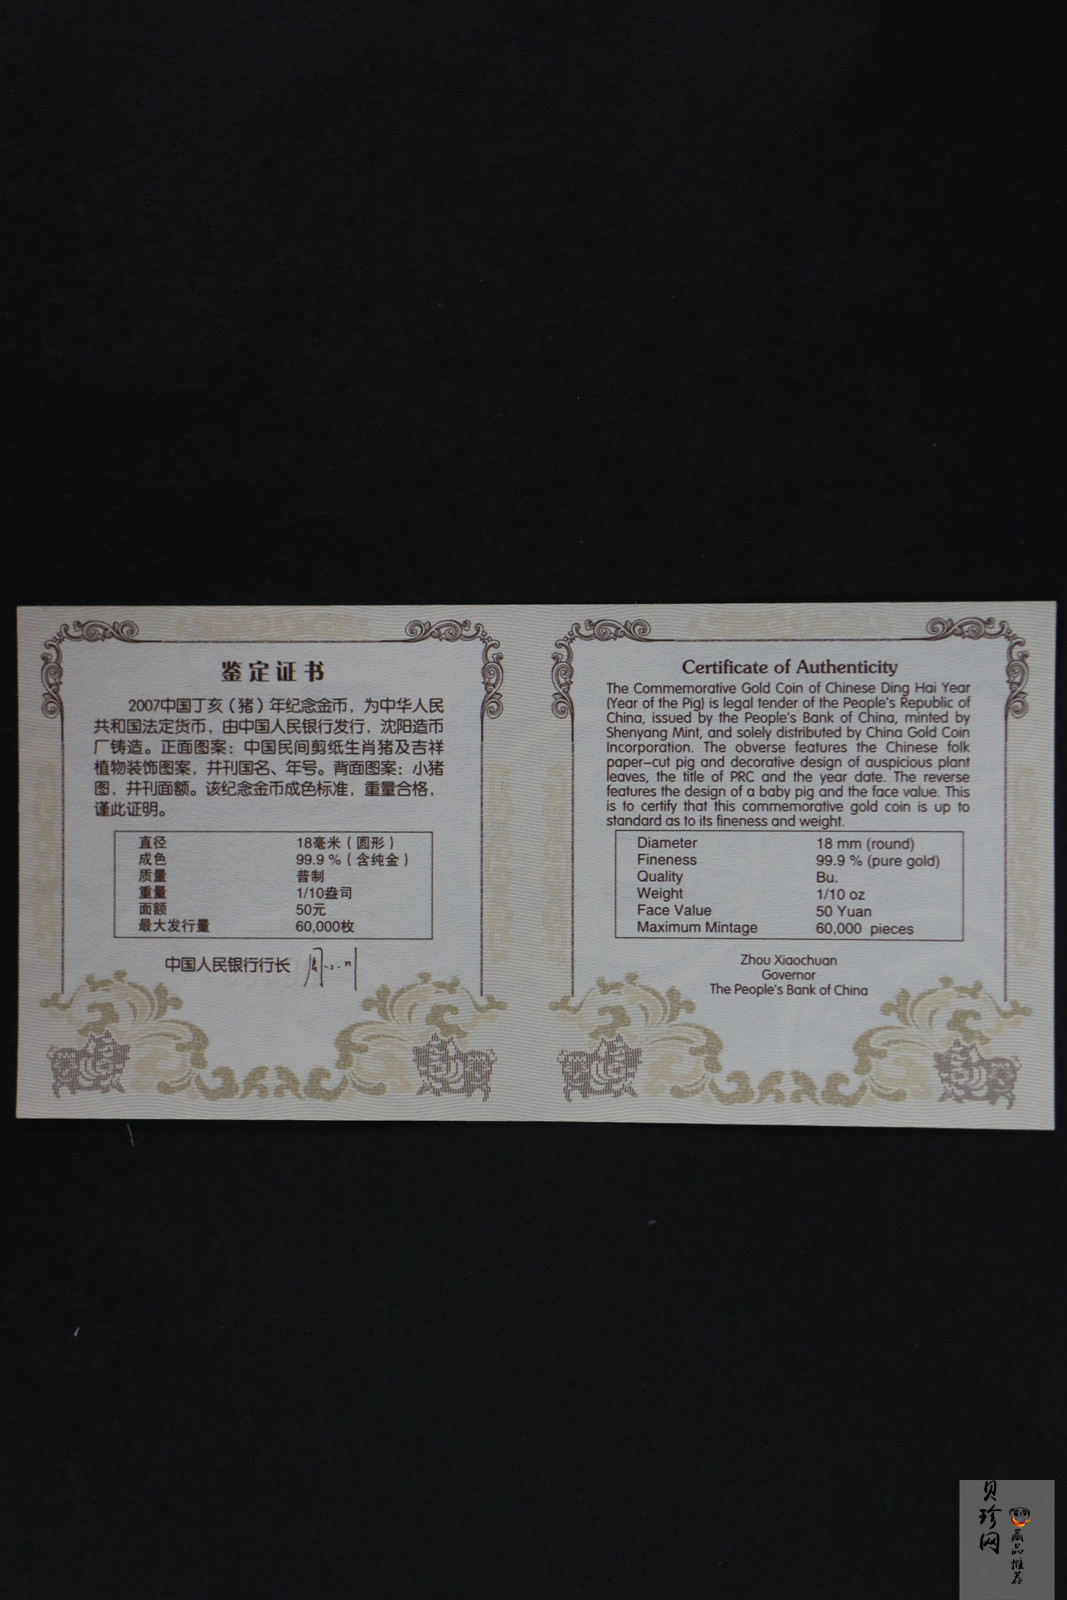 鉴定证书
2007中国丁亥（猪）年纪念金币，为中华人民
共和国法定货币，由中国人民银行发行，沈阳造币
厂铸造。正面图案：中国民间剪纸生肖猪及吉祥
植物装饰图案，并刊国名、年号。背面图案：小猪
图，并刊面额。该纪念金币成色标准，重量合格，
谨此证明。
直径 18毫米（圆形）
成色 99.9％（含纯金）
质量 普制
重量 1/10盎司
面额 50元
最大发行量 60,000枚
中国人民银行行长
Certificate of Authenticity
The Commemorative Gold Coin of Chinese Ding Hai Year
(Year of the Pig) is legal tender of the People's Republic of
China, issued by the People's Bank of China, minted by
Shenyang Mint, and solely distributed by China Gold Coin
Incorporation. The obverse features the Chinese folk
paper-cut pig and decorative design of auspicious plant
leaves, the title of PRC and the year date. The reverse
features the design of a baby pig and the face value. This
is to certify that this commemorative gold coin is up to
standard as to its fineness and weight.
Diameter 18 mm (round)
Fineness 99.9 % (pure gold)
Quality Bu.
Weight 1/10 oz
Face Value 50 Yuan
Maximum Mintage 60,000 pieces
Zhou Xiaochuan
Governor
The People's Bank of China
贝珍网
藏品推荐